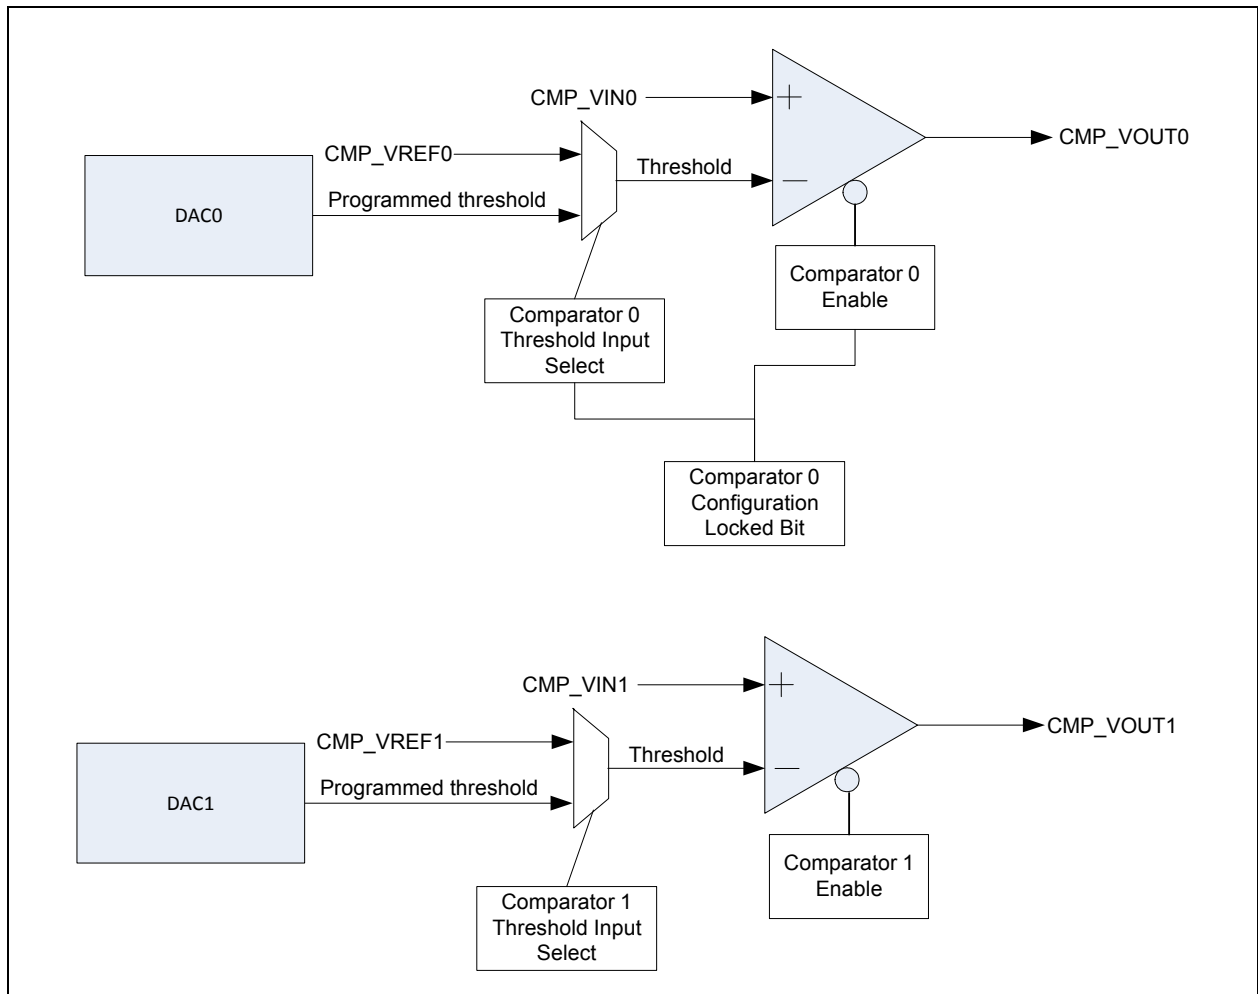 CMP_VIN0
+
CMP_VOUT0
CMP_VREF0
Threshold
—
Programmed threshold
DAC0
Comparator 0
Enable
Comparator 0
Threshold Input
Select
Comparator 0
Configuration
Locked Bit
CMP_VIN1
+
CMP_VOUT1
CMP_VREF1
Threshold
—
Programmed threshold
DAC1
Comparator 1
Enable
Comparator 1
Threshold Input
Select